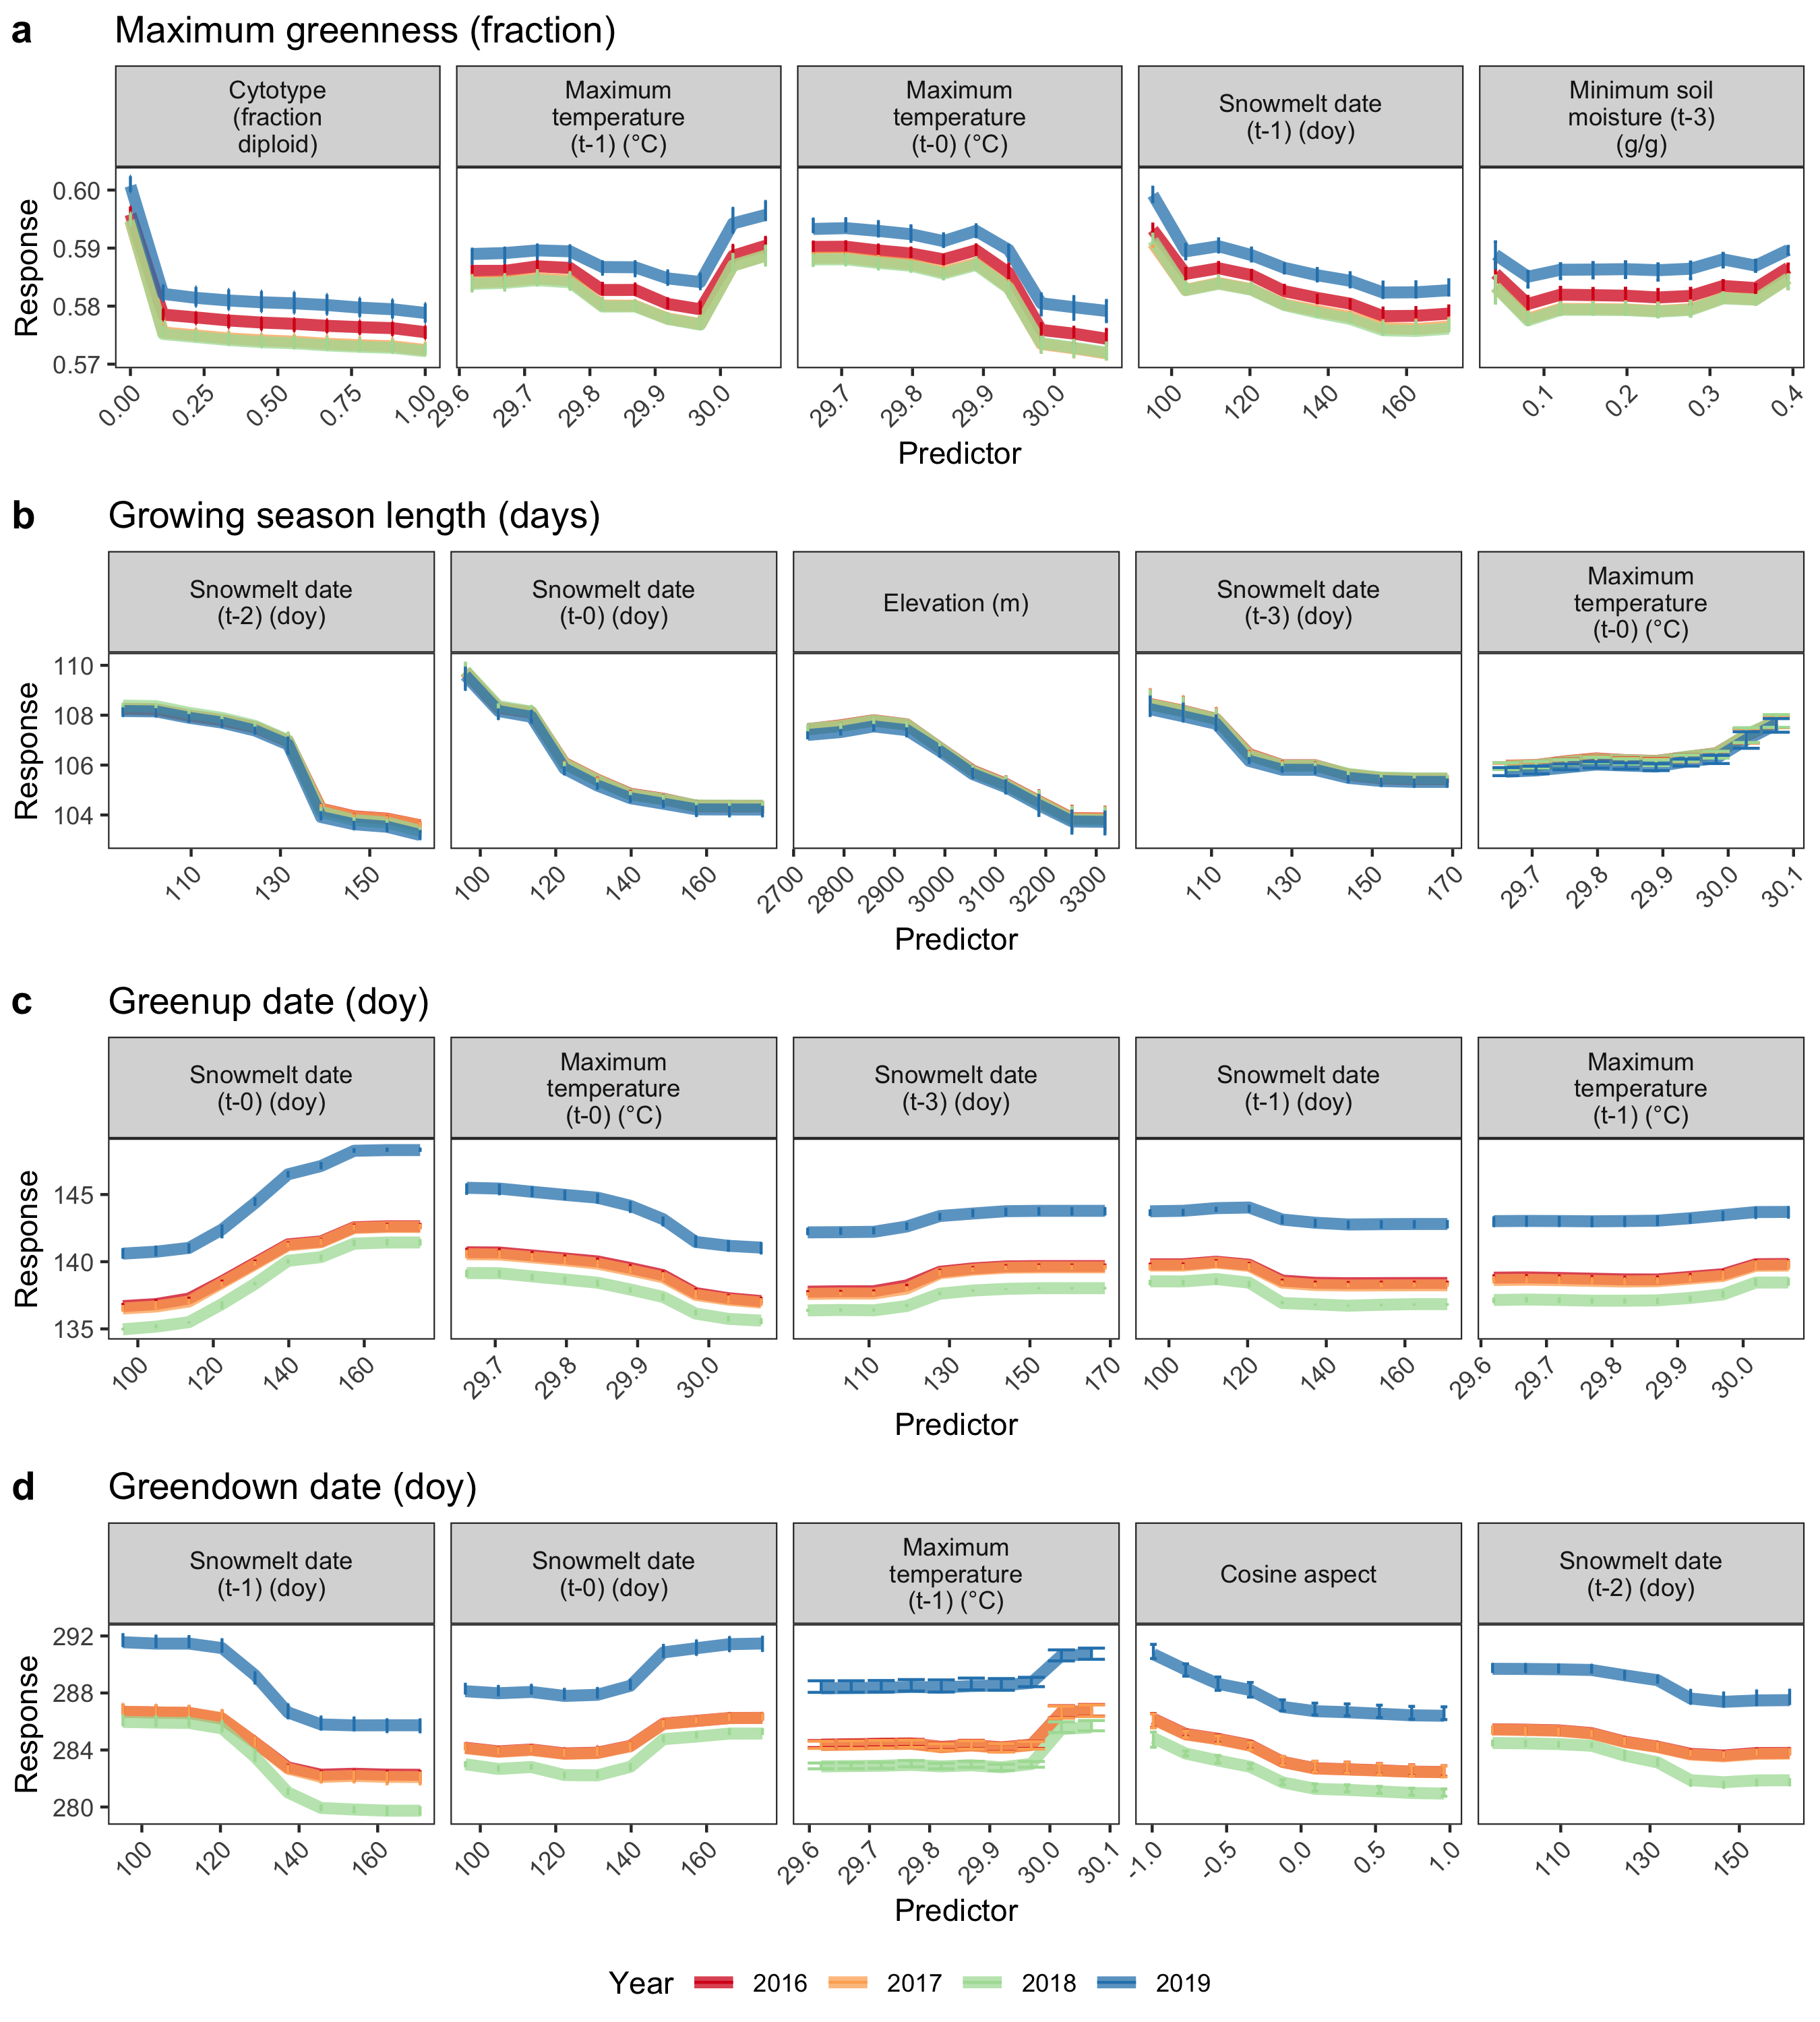 a Maximum greenness (fraction)
Cytotype
(fraction
diploid)
Maximum
temperature
(t-1) (°C)
Maximum
temperature
(t-0) (°C)
Snowmelt date
(t-1) (doy)
Minimum soil
moisture (t-3)
(g/g)
Response
0.60
0.59
0.58
0.57
0.00 0.25 0.50 0.75 1.00
29.6 29.7 29.8 29.9 30.0
29.7 29.8 29.9 30.0
100 120 140 160
0.1 0.2 0.3 0.4
Predictor
b Growing season length (days)
Snowmelt date
(t-2) (doy)
Snowmelt date
(t-0) (doy)
Elevation (m)
Snowmelt date
(t-3) (doy)
Maximum
temperature
(t-0) (°C)
Response
110
108
106
104
110 130 150
100 120 140 160
2700 2800 2900 3000 3100 3200 3300
110 130 150 170
29.7 29.8 29.9 30.0 30.1
Predictor
c Greenup date (doy)
Snowmelt date
(t-0) (doy)
Maximum
temperature
(t-0) (°C)
Snowmelt date
(t-3) (doy)
Snowmelt date
(t-1) (doy)
Maximum
temperature
(t-1) (°C)
Response
145
140
135
100 120 140 160
29.7 29.8 29.9 30.0
110 130 150 170
100 120 140 160
29.6 29.7 29.8 29.9 30.0
Predictor
d Greendown date (doy)
Snowmelt date
(t-1) (doy)
Snowmelt date
(t-0) (doy)
Maximum
temperature
(t-1) (°C)
Cosine aspect
Snowmelt date
(t-2) (doy)
Response
292
288
284
280
100 120 140 160
100 120 140 160
29.6 29.7 29.8 29.9 30.0 30.1
-1.0 -0.5 0.0 0.5 1.0
110 130 150
Predictor
Year 2016 2017 2018 2019